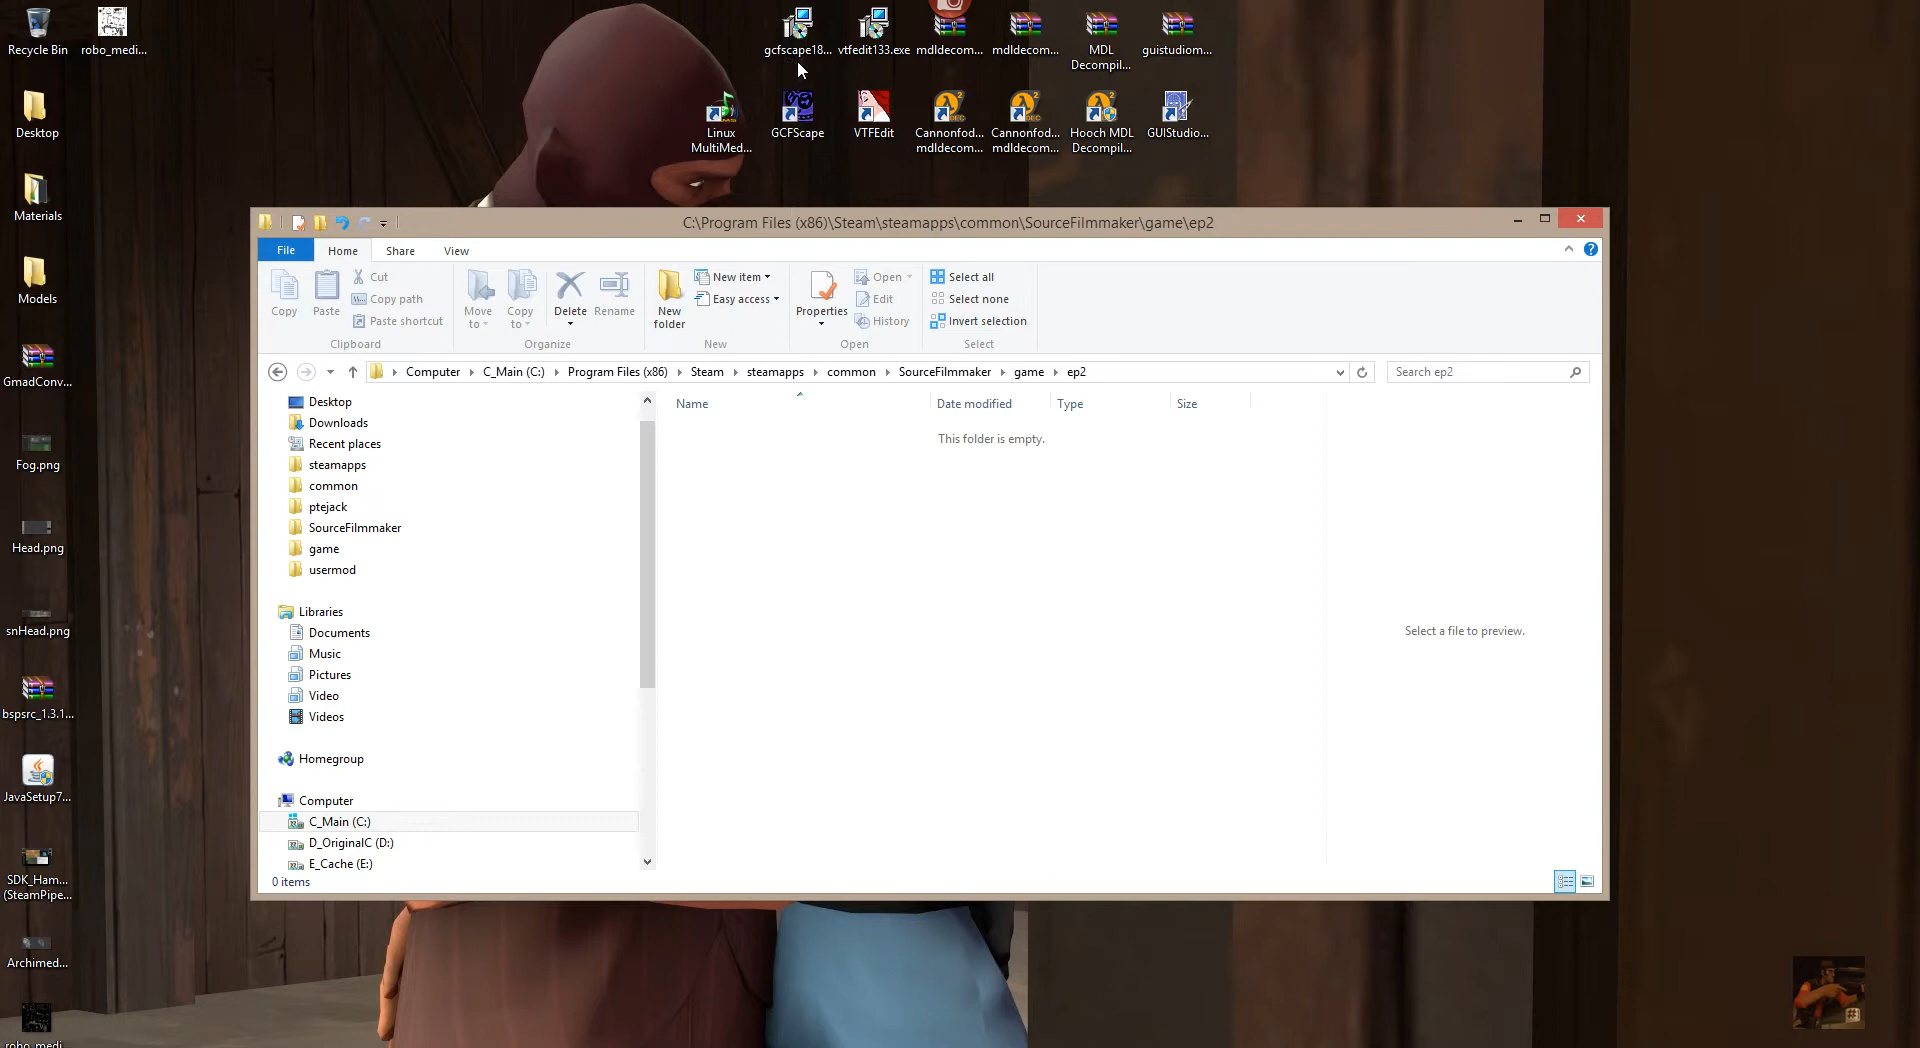 Recycle Bin
robo_medi...
gcfscape18...
vtfedit133.exe
mdldecom...
mdldecom...
MDL
Decompil...
guistudiom...
Desktop
Linux
MultiMed...
GCFScape
VTFEdit
Cannonfod...
mdldecom...
Cannonfod...
mdldecom...
Hooch MDL
Decompil...
GUIStudio...
Materials
Models
GmadConv...
Fog.png
Head.png
snHead.png
bspsrc_1.3.1...
JavaSetup7...
SDK_Ham...
(SteamPipe...
Archimed...
robo_medi...
C:\Program Files (x86)\Steam\steamapps\common\SourceFilmmaker\game\ep2
File
Home
Share
View
Copy
Paste
Cut
Copy path
Paste shortcut
Clipboard
Move
to
Copy
to
Delete
Rename
Organize
New
folder
New item
Easy access
New
Properties
Open
Edit
History
Open
Select all
Select none
Invert selection
Select
Computer
C_Main (C:)
Program Files (x86)
Steam
steamapps
common
SourceFilmmaker
game
ep2
Search ep2
Desktop
Downloads
Recent places
steamapps
common
ptejack
SourceFilmmaker
game
usermod
Libraries
Documents
Music
Pictures
Video
Videos
Homegroup
Computer
C_Main (C:)
D_OriginalC (D:)
E_Cache (E:)
Name
Date modified
Type
Size
This folder is empty.
Select a file to preview.
0 items